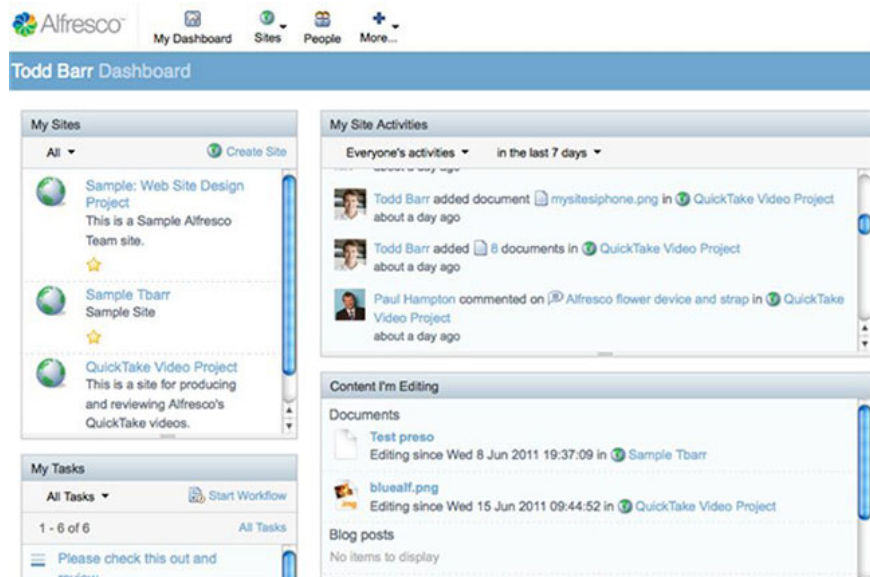 Alfresco
My Dashboard
Sites
People
More...
Todd Barr Dashboard
My Sites
All
Create Site
Sample: Web Site Design
Project
This is a Sample Alfresco
Team site.
Sample Tbarr
Sample Site
QuickTake Video Project
This is a site for producing
and reviewing Alfresco's
QuickTake videos.
My Tasks
All Tasks
Start Workflow
1 - 6 of 6
All Tasks
Please check this out and
review
My Site Activities
Everyone's activities
in the last 7 days
about a day ago
Todd Barr added document mysitesiphone.png in QuickTake Video Project
about a day ago
Todd Barr added 8 documents in QuickTake Video Project
about a day ago
Paul Hampton commented on Alfresco flower device and strap in QuickTake
Video Project
about a day ago
Content I'm Editing
Documents
Test preso
Editing since Wed 8 Jun 2011 19:37:09 in Sample Tbarr
bluealf.png
Editing since Wed 15 Jun 2011 09:44:52 in QuickTake Video Project
Blog posts
No items to display